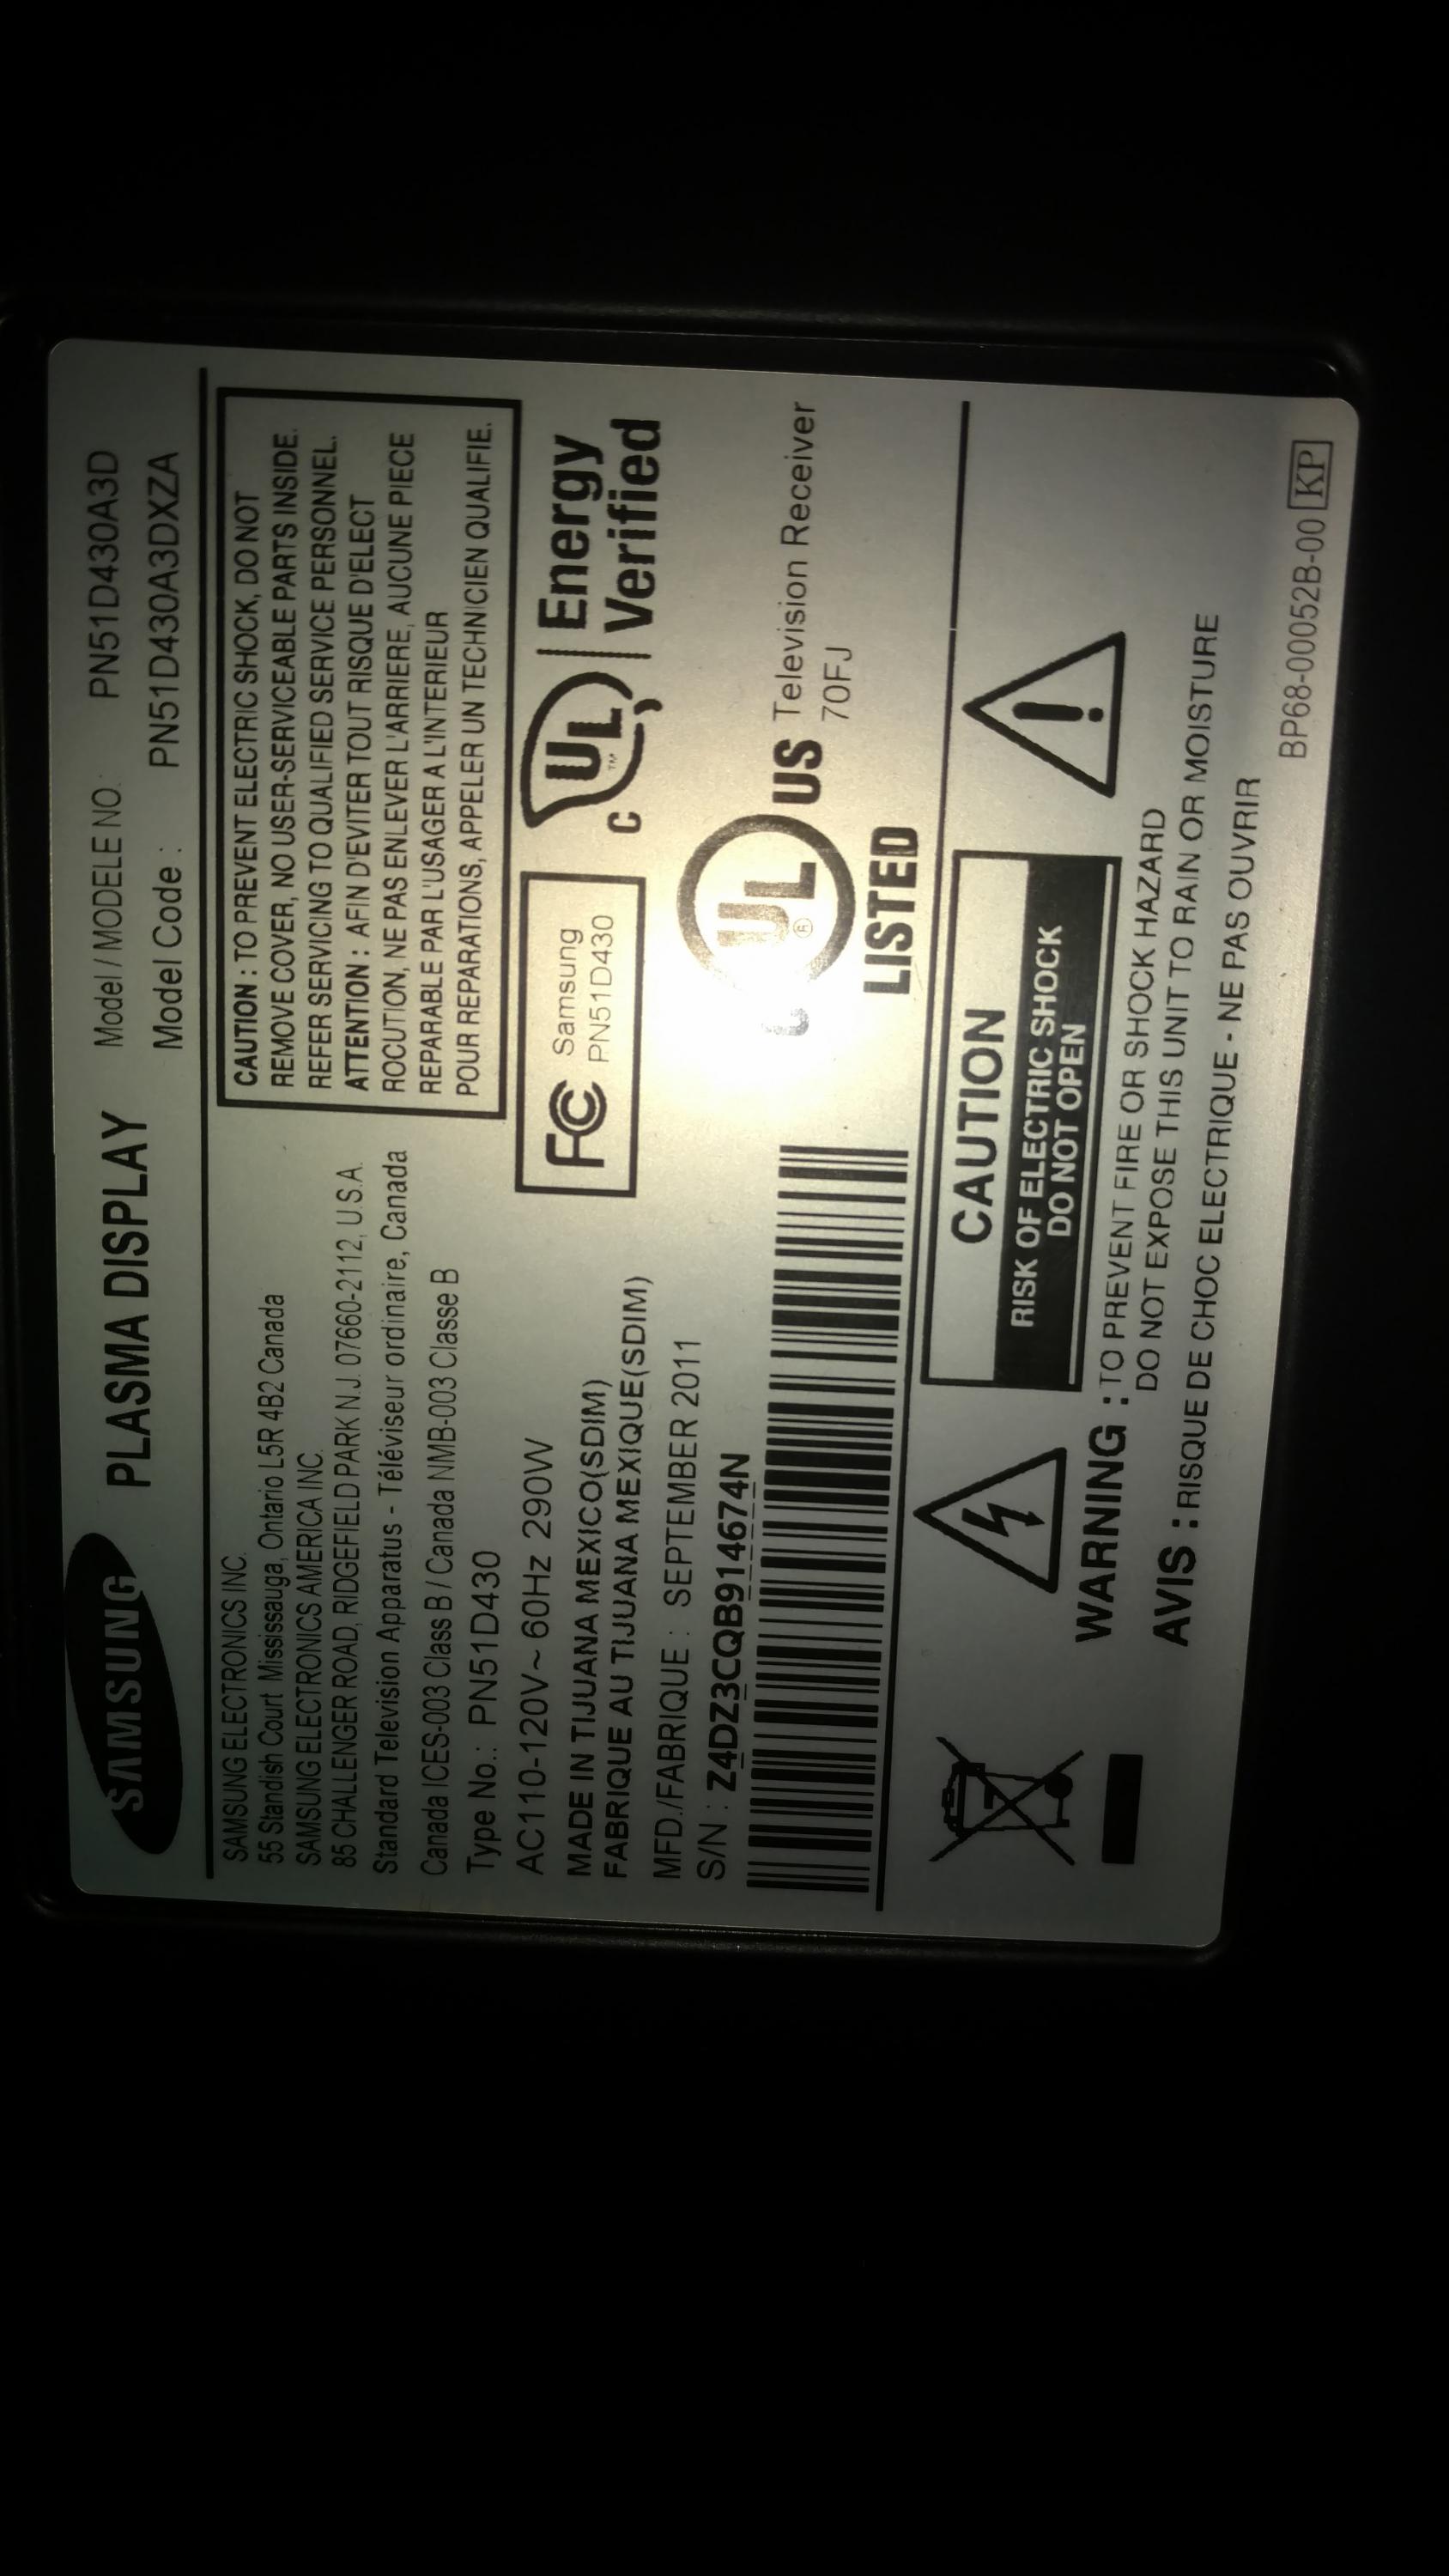 SAMSUNG PLASMA DISPLAY
Model / MODELE NO. : PN51D430A3D
Model Code : PN51D430A3DXZA
SAMSUNG ELECTRONICS INC.
55 Standish Court Mississauga, Ontario L5R 4B2 Canada
SAMSUNG ELECTRONICS AMERICA INC.
85 CHALLENGER ROAD, RIDGEFIELD PARK N.J. 07660-2112, U.S.A.
Standard Television Apparatus - Téléviseur ordinaire, Canada
Canada ICES-003 Class B / Canada NMB-003 Classe B
Type No.: PN51D430
AC110-120V~ 60Hz 290W
MADE IN TIJUANA MEXICO(SDIM)
FABRIQUE AU TIJUANA MEXIQUE(SDIM)
MFD./FABRIQUE : SEPTEMBER 2011
S/N : Z4DZ3CQB914674N
CAUTION : TO PREVENT ELECTRIC SHOCK, DO NOT
REMOVE COVER, NO USER-SERVICEABLE PARTS INSIDE.
REFER SERVICING TO QUALIFIED SERVICE PERSONNEL.
ATTENTION : AFIN D'EVITER TOUT RISQUE D'ELECT
ROCUTION, NE PAS ENLEVER L'ARRIERE, AUCUNE PIECE
REPARABLE PAR L'USAGER A L'INTERIEUR
POUR REPARATIONS, APPELER UN TECHNICIEN QUALIFIE.
FC Samsung
PN51D430
C UL™ Energy
Verified
C UL® US Television Receiver
70FJ
LISTED
CAUTION
RISK OF ELECTRIC SHOCK
DO NOT OPEN
WARNING : TO PREVENT FIRE OR SHOCK HAZARD
DO NOT EXPOSE THIS UNIT TO RAIN OR MOISTURE
AVIS : RISQUE DE CHOC ELECTRIQUE - NE PAS OUVRIR
BP68-00052B-00 KP